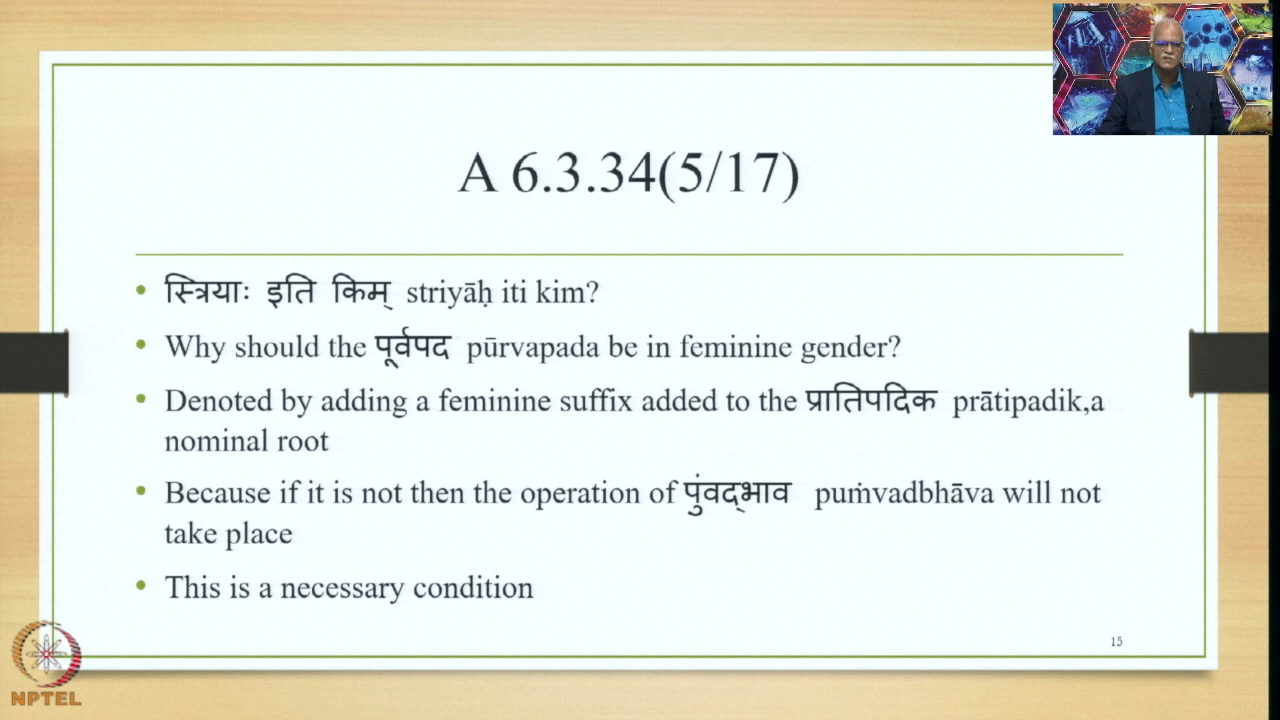 A 6.3.34(5/17)
स्त्रियाः इति किम् striyāḥ iti kim?
Why should the पूर्वपद pūrvapada be in feminine gender?
Denoted by adding a feminine suffix added to the प्रातिपदिक prātipadik,a
nominal root
Because if it is not then the operation of पुंवद्भाव puṁvadbhāva will not
take place
This is a necessary condition
15
NPTEL